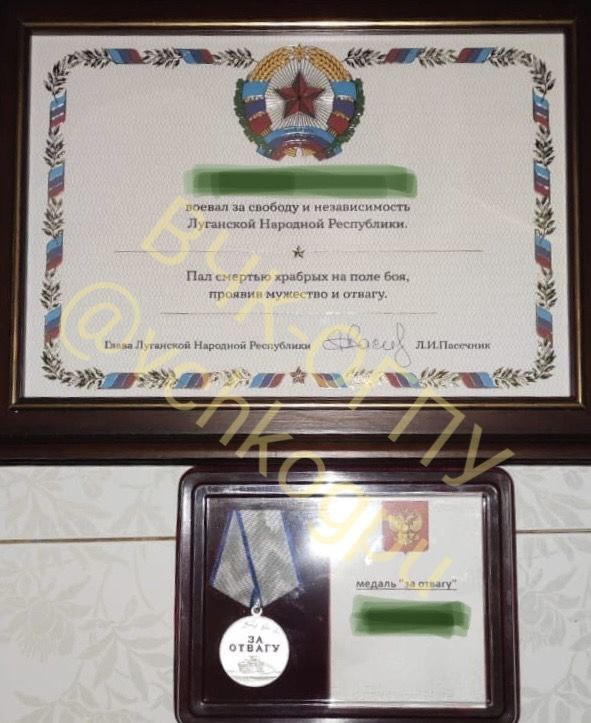 воевал за свободу и независимость
Луганской Народной Республики.
Пал смертью храбрых на поле боя,
проявив мужество и отвагу.
Глава Луганской Народной Республики Л.И.Пасечник
ВЧК-ОГПУ
@vchkogpu
медаль "за отвагу"
ЗА
ОТВАГУ